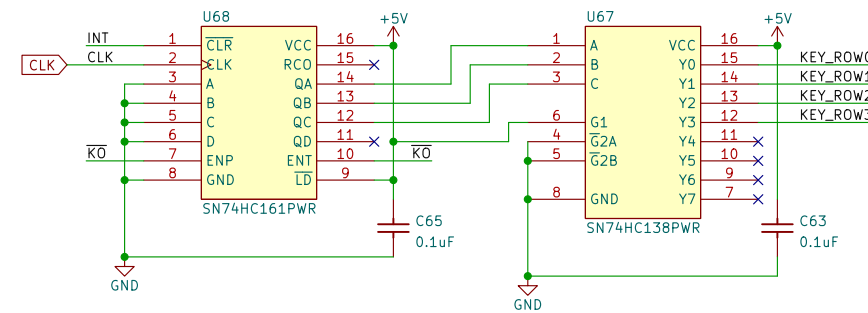 U68
+5V
U67
+5V
INT
1
CLR
VCC
16
1
A
VCC
16
CLK
CLK
2
CLK
RCO
15
2
B
Y0
15
KEY_ROW0
3
A
QA
14
3
C
Y1
14
KEY_ROW1
4
B
QB
13
Y2
13
KEY_ROW2
5
C
QC
12
6
G1
Y3
12
KEY_ROW3
6
D
QD
11
4
G2A
Y4
11
KO
7
ENP
ENT
10
KO
5
G2B
Y5
10
8
GND
LD
9
Y6
9
8
GND
Y7
7
SN74HC161PWR
C65
0.1uF
SN74HC138PWR
C63
0.1uF
GND
GND